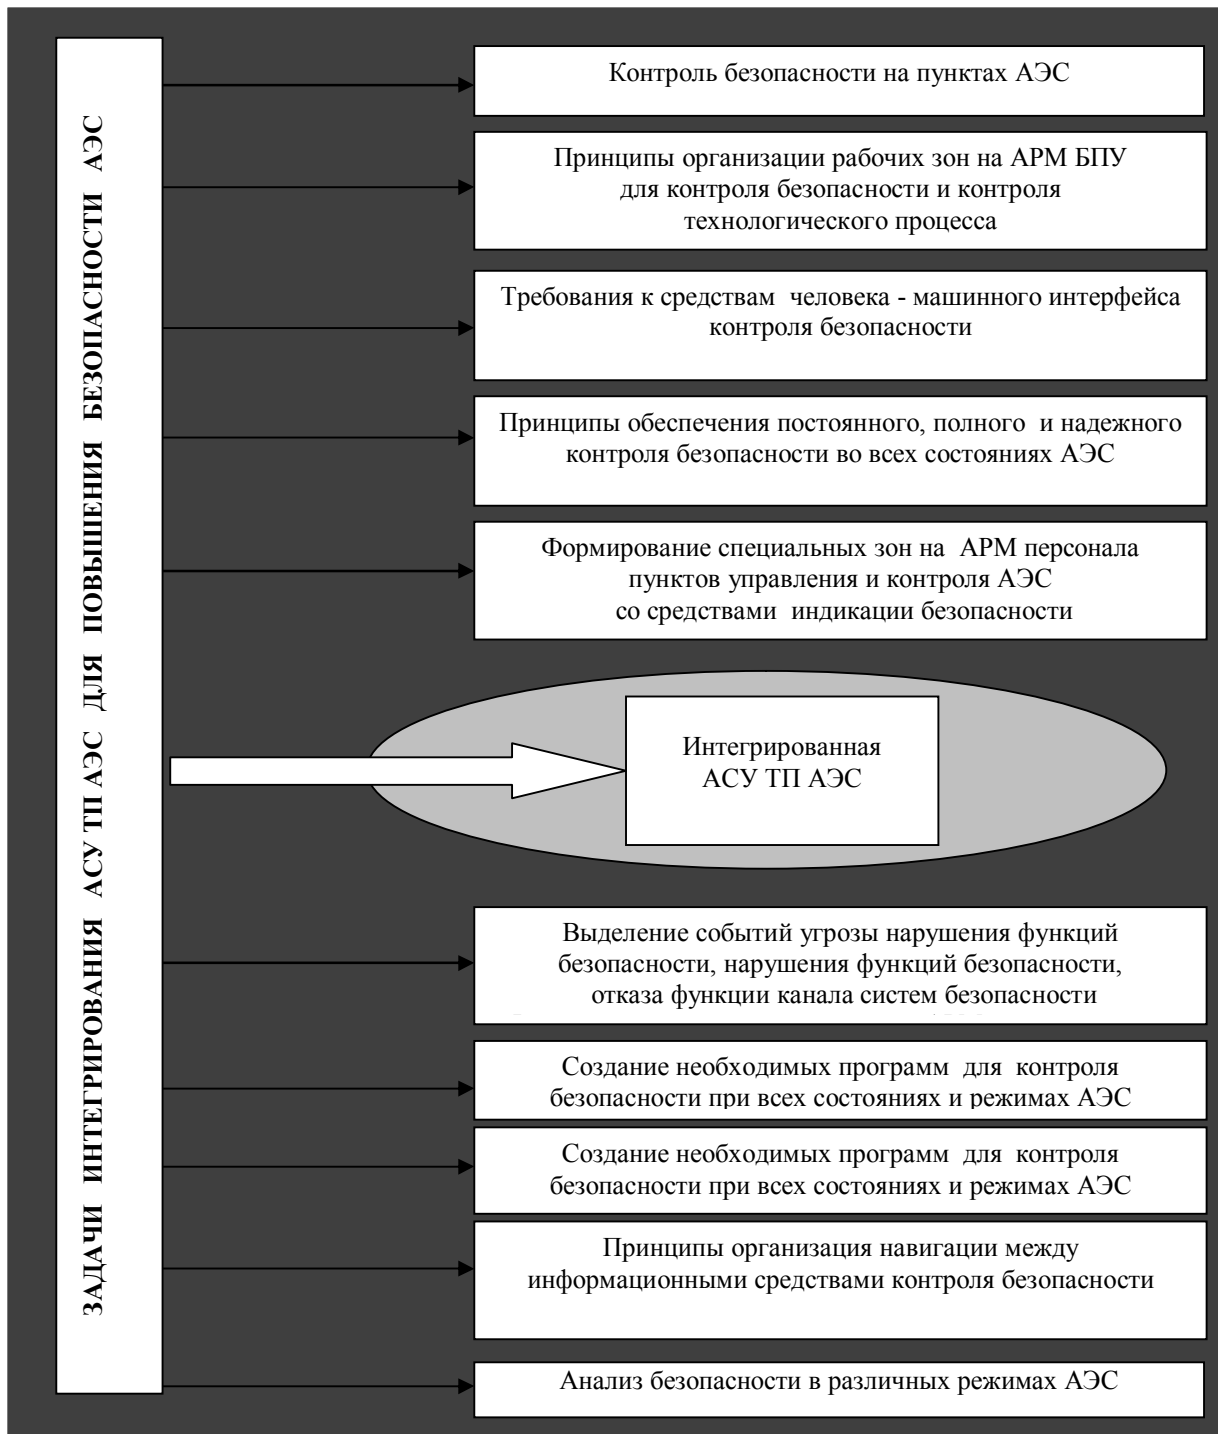 ЗАДАЧИ ИНТЕГРИРОВАНИЯ АСУ ТП АЭС ДЛЯ ПОВЫШЕНИЯ БЕЗОПАСНОСТИ АЭС
Контроль безопасности на пунктах АЭС
Принципы организации рабочих зон на АРМ БПУ
для контроля безопасности и контроля
технологического процесса
Требования к средствам человека - машинного интерфейса
контроля безопасности
Принципы обеспечения постоянного, полного и надежного
контроля безопасности во всех состояниях АЭС
Формирование специальных зон на АРМ персонала
пунктов управления и контроля АЭС
со средствами индикации безопасности
Интегрированная
АСУ ТП АЭС
Выделение событий угрозы нарушения функций
безопасности, нарушения функций безопасности,
отказа функции канала систем безопасности
Создание необходимых программ для контроля
безопасности при всех состояниях и режимах АЭС
Создание необходимых программ для контроля
безопасности при всех состояниях и режимах АЭС
Принципы организация навигации между
информационными средствами контроля безопасности
Анализ безопасности в различных режимах АЭС